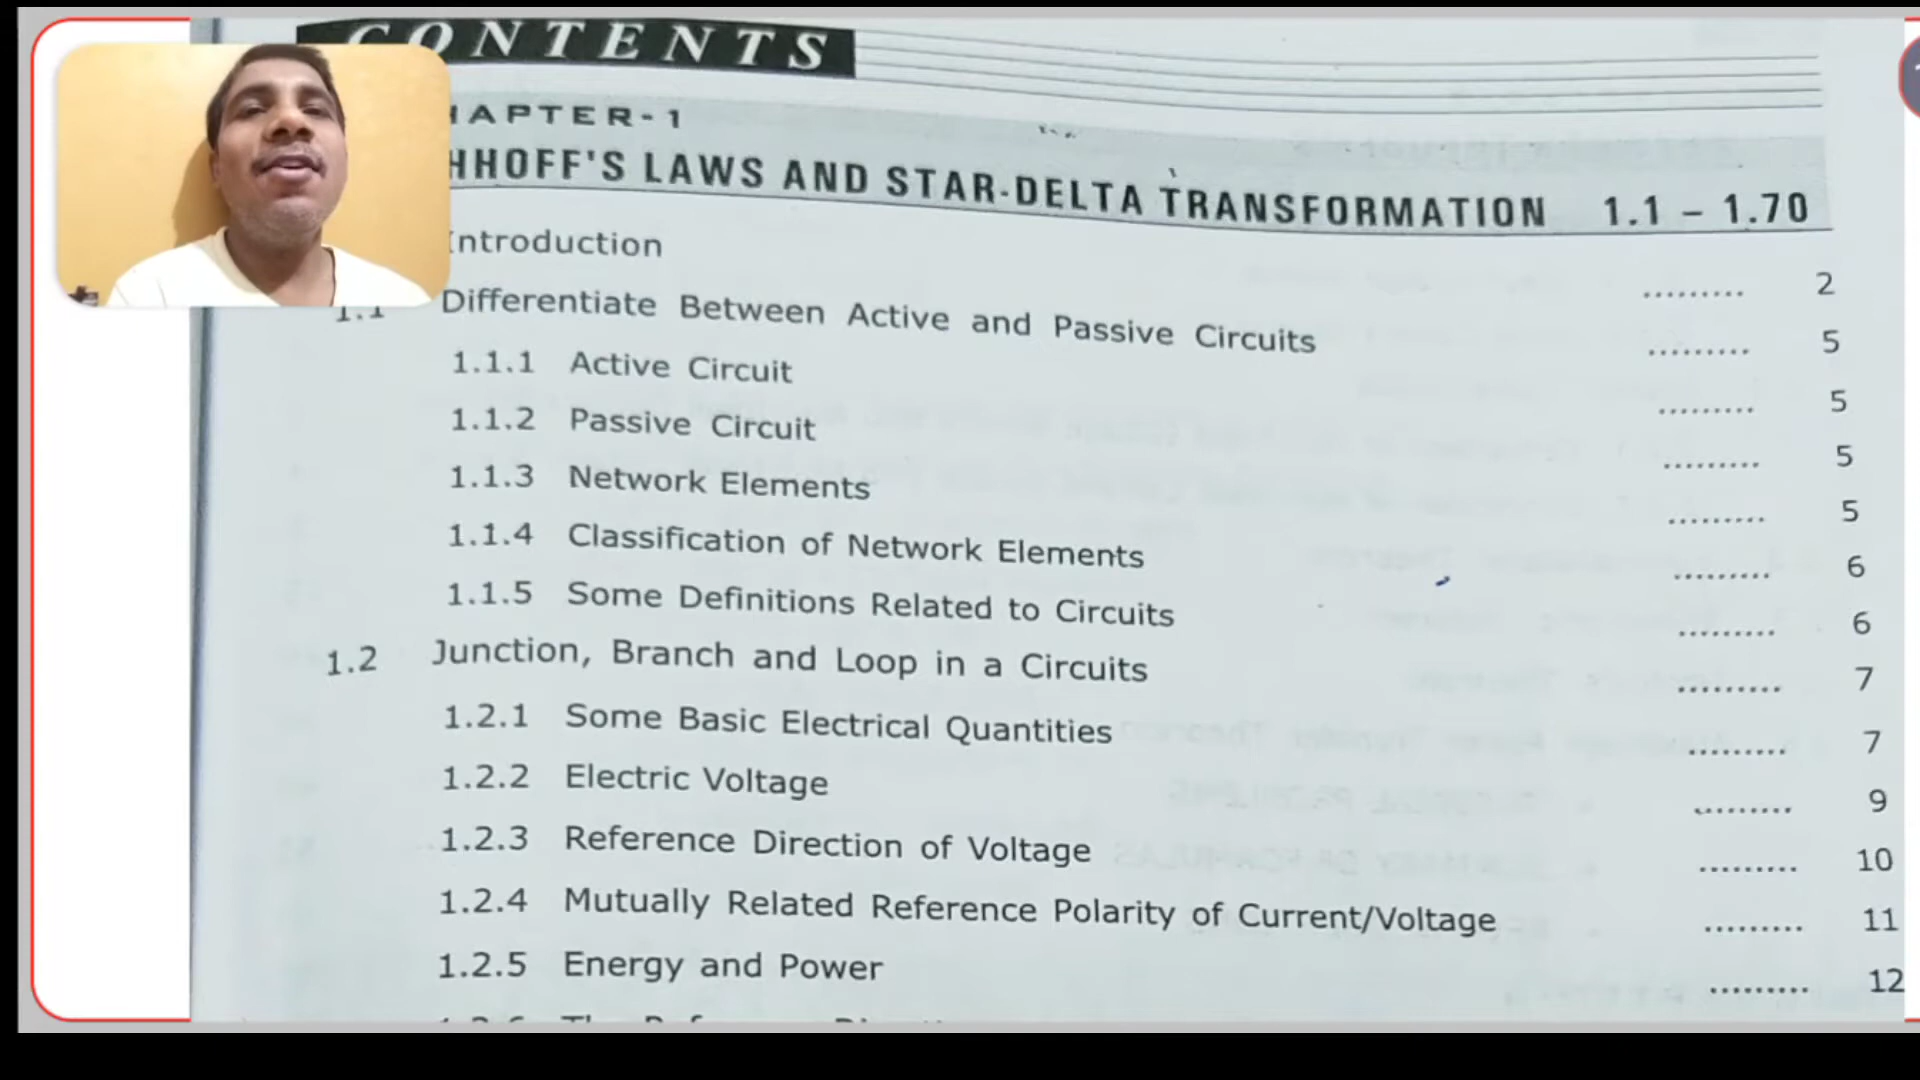 CONTENTS
HAPTER-1
HHOFF'S LAWS AND STAR-DELTA TRANSFORMATION 1.1 – 1.70
Introduction ......... 2
1.1 Differentiate Between Active and Passive Circuits ......... 5
1.1.1 Active Circuit ......... 5
1.1.2 Passive Circuit ......... 5
1.1.3 Network Elements ......... 5
1.1.4 Classification of Network Elements ......... 6
1.1.5 Some Definitions Related to Circuits ......... 6
1.2 Junction, Branch and Loop in a Circuits ......... 7
1.2.1 Some Basic Electrical Quantities ......... 7
1.2.2 Electric Voltage ......... 9
1.2.3 Reference Direction of Voltage ......... 10
1.2.4 Mutually Related Reference Polarity of Current/Voltage ......... 11
1.2.5 Energy and Power ......... 12